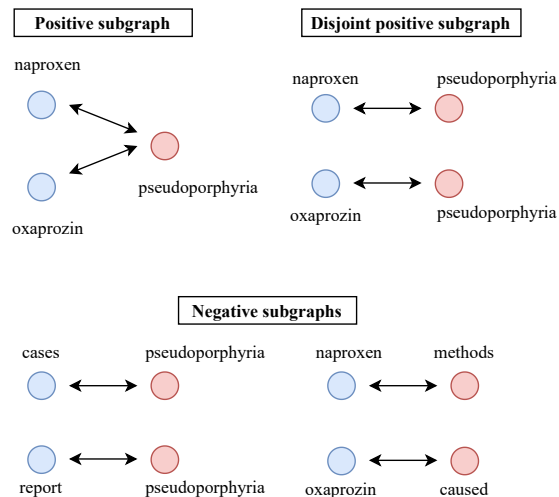 Positive subgraph
naproxen
pseudoporphyria
oxaprozin
Disjoint positive subgraph
naproxen pseudoporphyria
oxaprozin pseudoporphyria
Negative subgraphs
cases pseudoporphyria
report pseudoporphyria
naproxen methods
oxaprozin caused